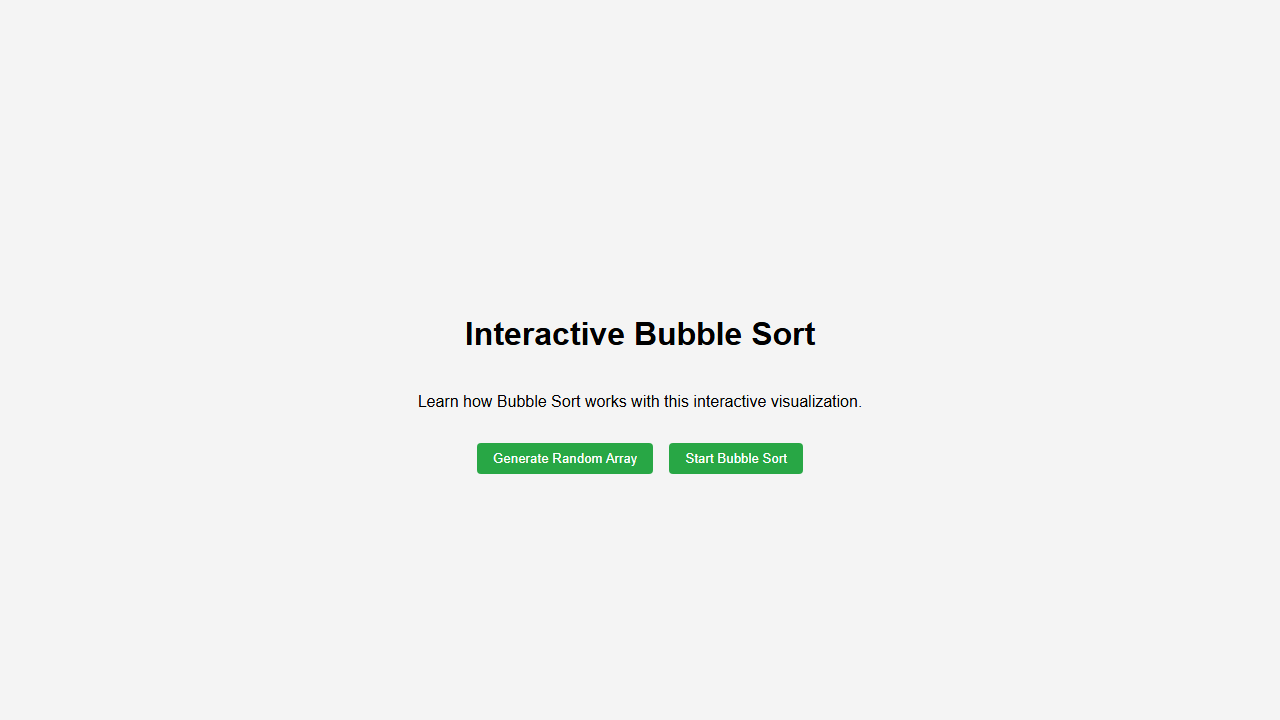 Interactive Bubble Sort
Learn how Bubble Sort works with this interactive visualization.
Generate Random Array
Start Bubble Sort